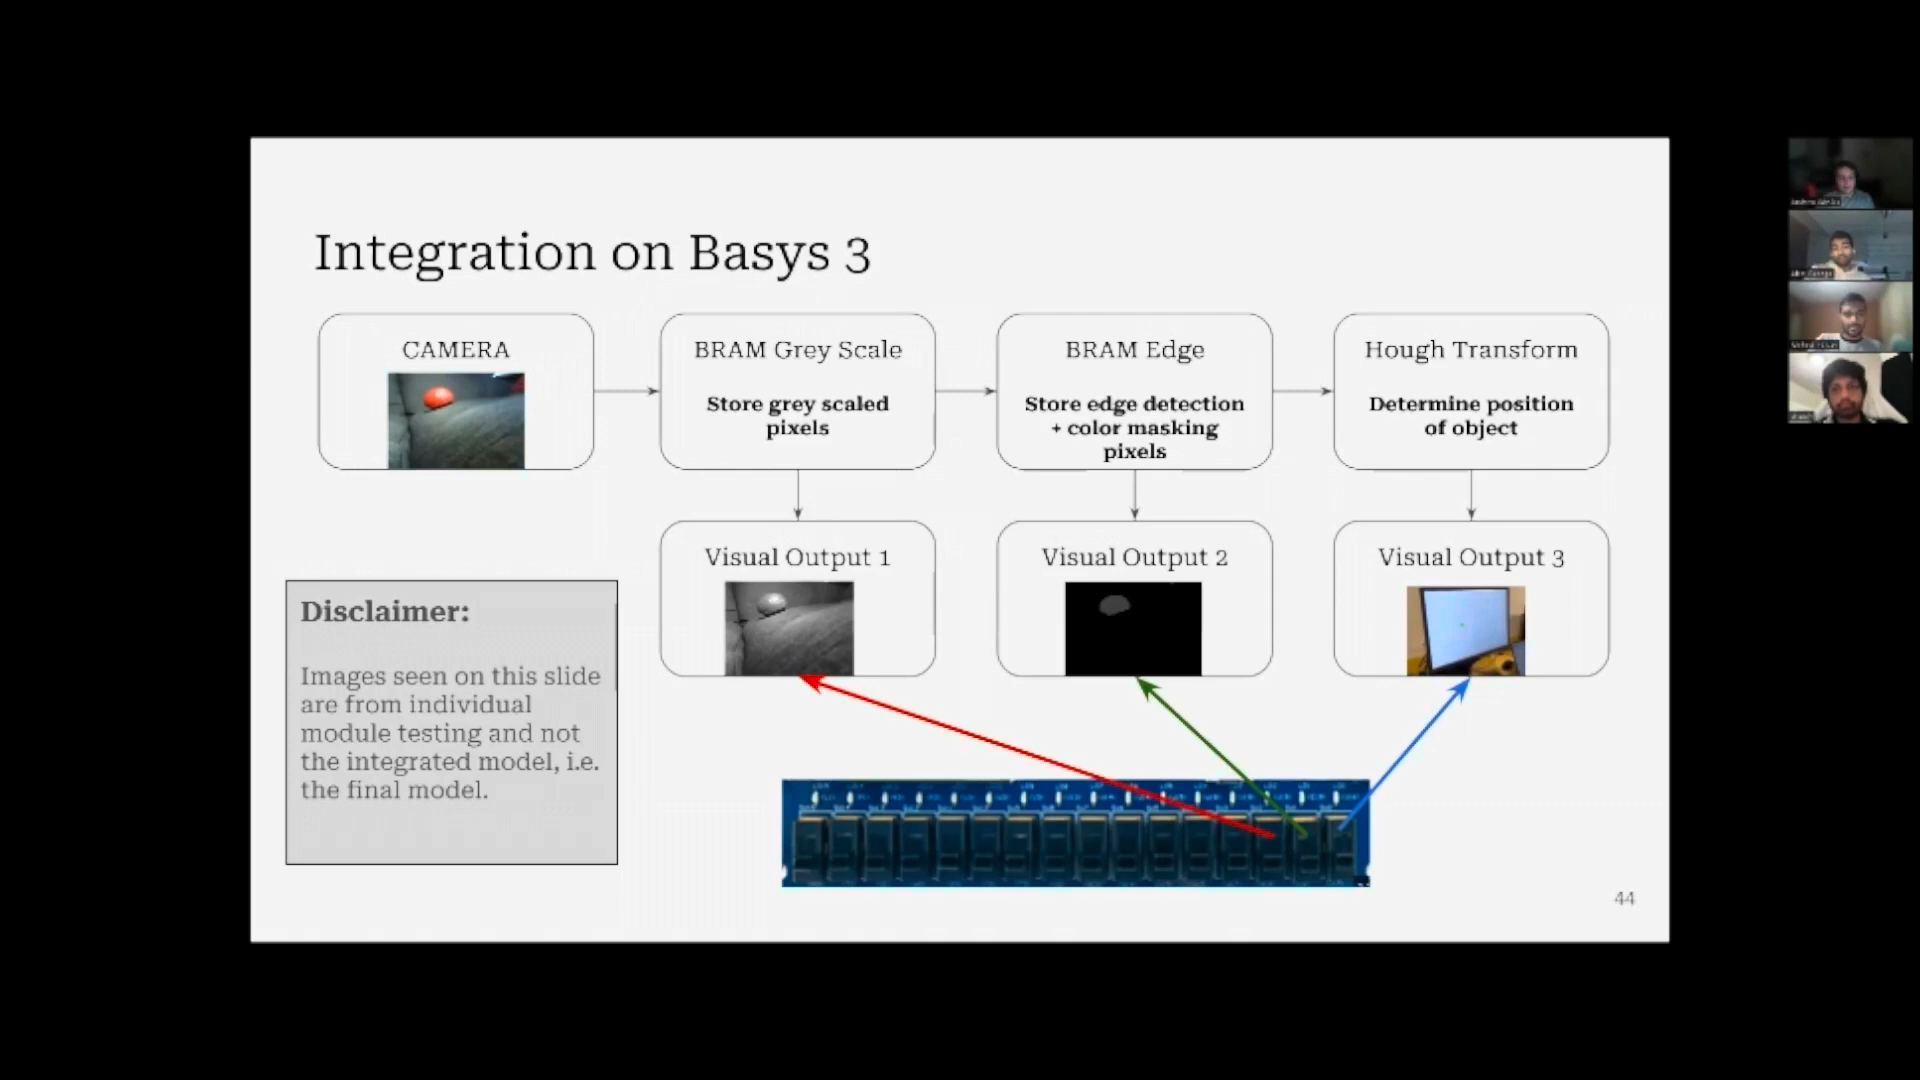 Integration on Basys 3
CAMERA
BRAM Grey Scale
Store grey scaled
pixels
BRAM Edge
Store edge detection
+ color masking
pixels
Hough Transform
Determine position
of object
Visual Output 1
Visual Output 2
Visual Output 3
Disclaimer:
Images seen on this slide
are from individual
module testing and not
the integrated model, i.e.
the final model.
44